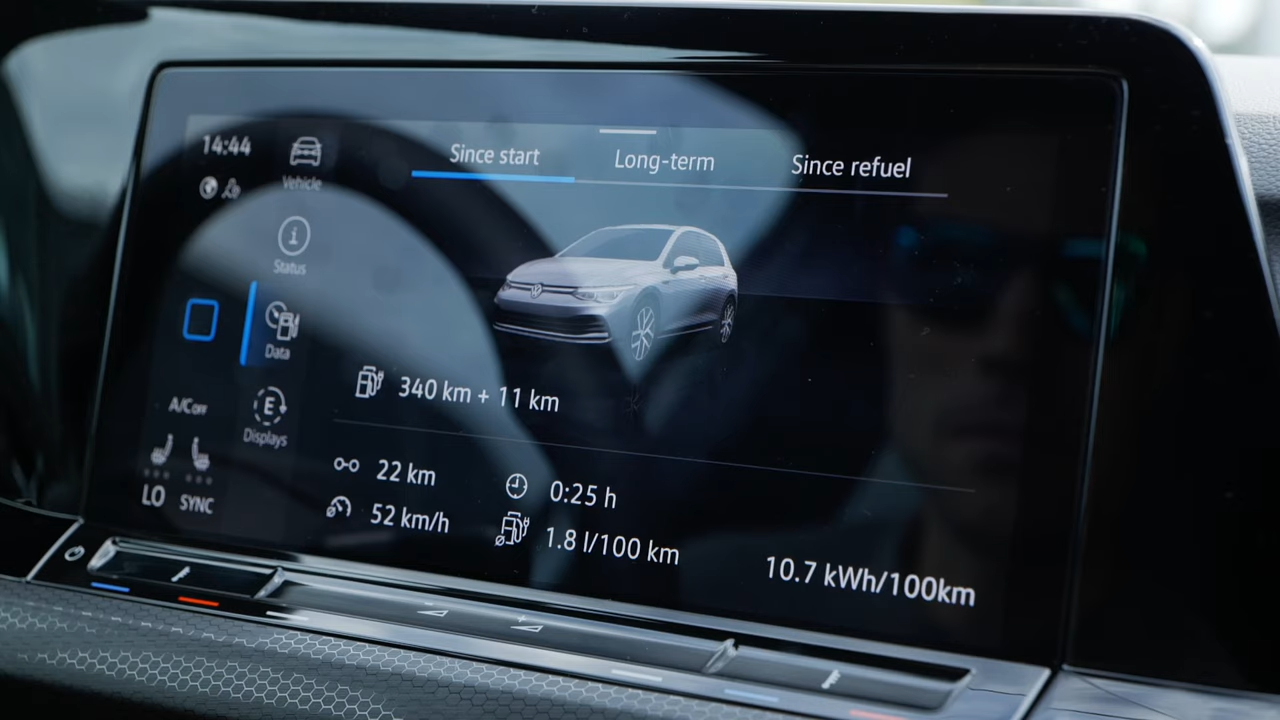 14:44
Vehicle
Since start
Long-term
Since refuel
Status
Data
340 km + 11 km
A/C OFF
E
Displays
22 km
0:25 h
LO
SYNC
52 km/h
1.8 l/100 km
10.7 kWh/100km